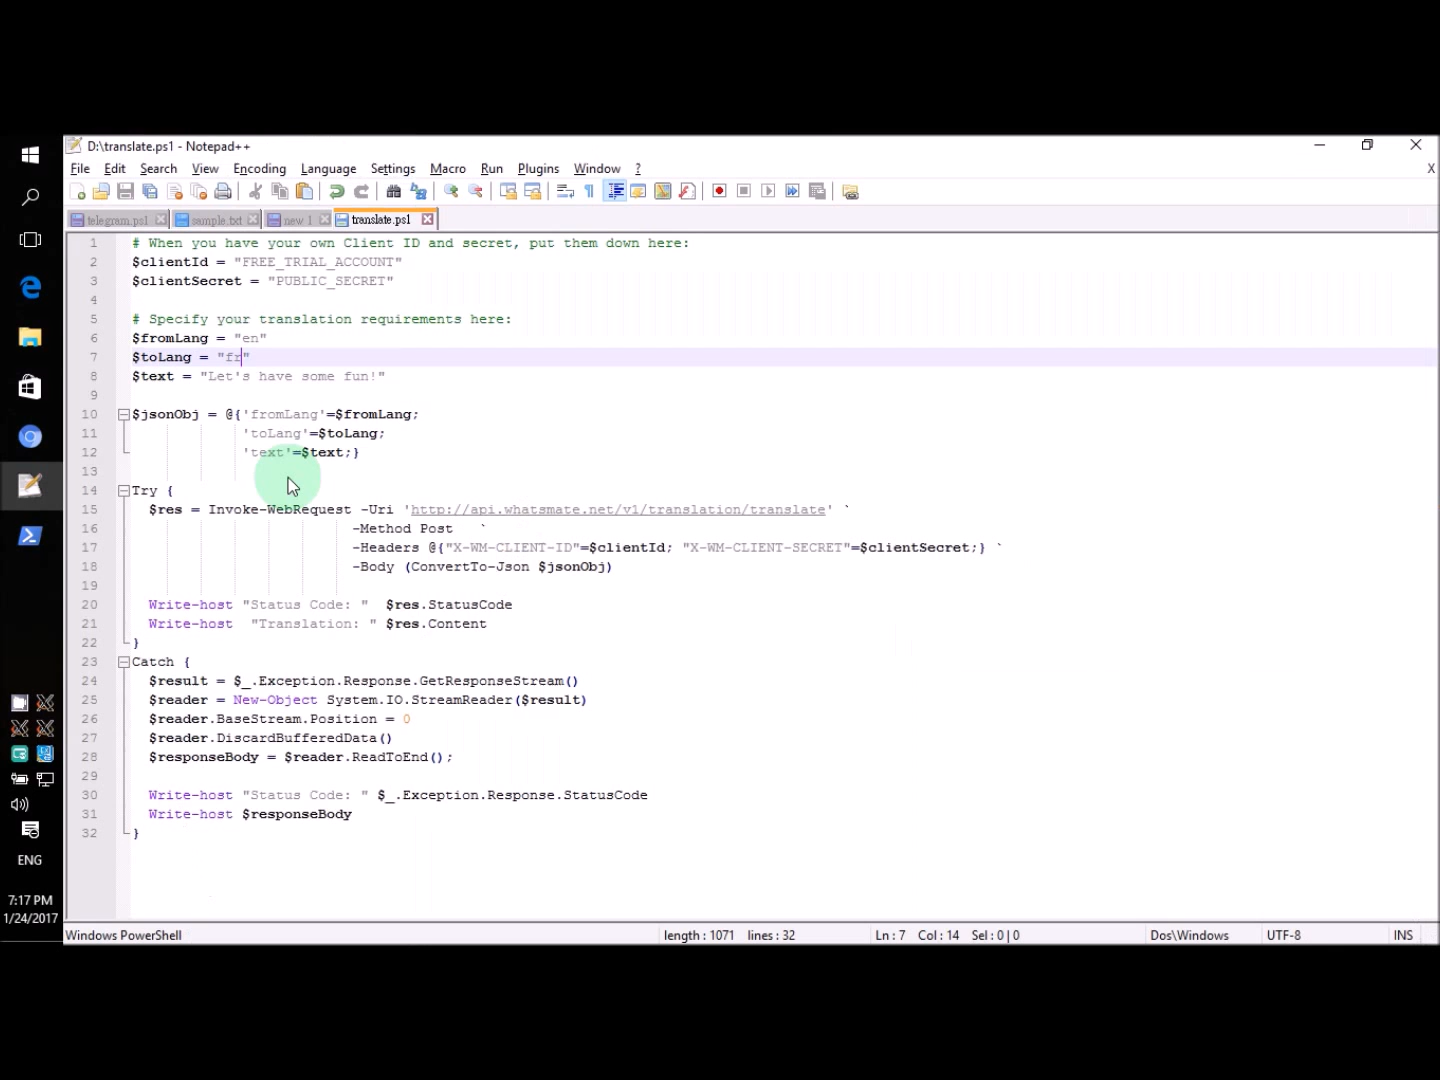 D:\translate.ps1 - Notepad++
File Edit Search View Encoding Language Settings Macro Run Plugins Window ? X
telegram.ps1 sample.txt new 1 translate.ps1
1 # When you have your own Client ID and secret, put them down here:
2 $clientId = "FREE_TRIAL_ACCOUNT"
3 $clientSecret = "PUBLIC_SECRET"
4
5 # Specify your translation requirements here:
6 $fromLang = "en"
7 $toLang = "fr"
8 $text = "Let's have some fun!"
9
10 $jsonObj = @{'fromLang'=$fromLang;
11 'toLang'=$toLang;
12 'text'=$text;}
13
14 Try {
15 $res = Invoke-WebRequest -Uri 'http://api.whatsmate.net/v1/translation/translate' `
16 -Method Post `
17 -Headers @{"X-WM-CLIENT-ID"=$clientId; "X-WM-CLIENT-SECRET"=$clientSecret;} `
18 -Body (ConvertTo-Json $jsonObj)
19
20 Write-host "Status Code: " $res.StatusCode
21 Write-host "Translation: " $res.Content
22 }
23 Catch {
24 $result = $_.Exception.Response.GetResponseStream()
25 $reader = New-Object System.IO.StreamReader($result)
26 $reader.BaseStream.Position = 0
27 $reader.DiscardBufferedData()
28 $responseBody = $reader.ReadToEnd();
29
30 Write-host "Status Code: " $_.Exception.Response.StatusCode
31 Write-host $responseBody
32 }
ENG
7:17 PM
1/24/2017
Windows PowerShell length : 1071 lines : 32 Ln : 7 Col : 14 Sel : 0 | 0 Dos\Windows UTF-8 INS